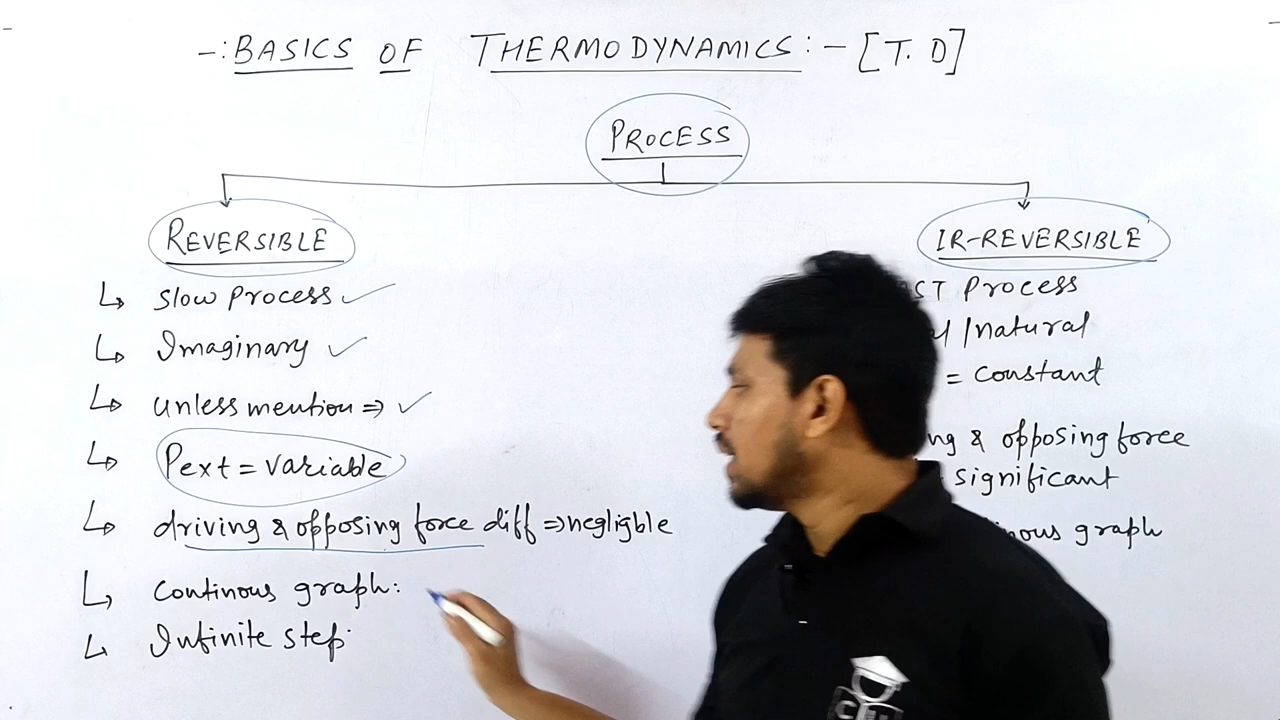 -: BASICS OF THERMODYNAMICS :- [T. D]
PROCESS
REVERSIBLE
IR-REVERSIBLE
Slow Process
Imaginary
Unless mention =>
Pext = Variable
driving & opposing force diff => negligble
Continous graph:
Infinite step
Process
/natural
= Constant
& opposing force
significant
graph